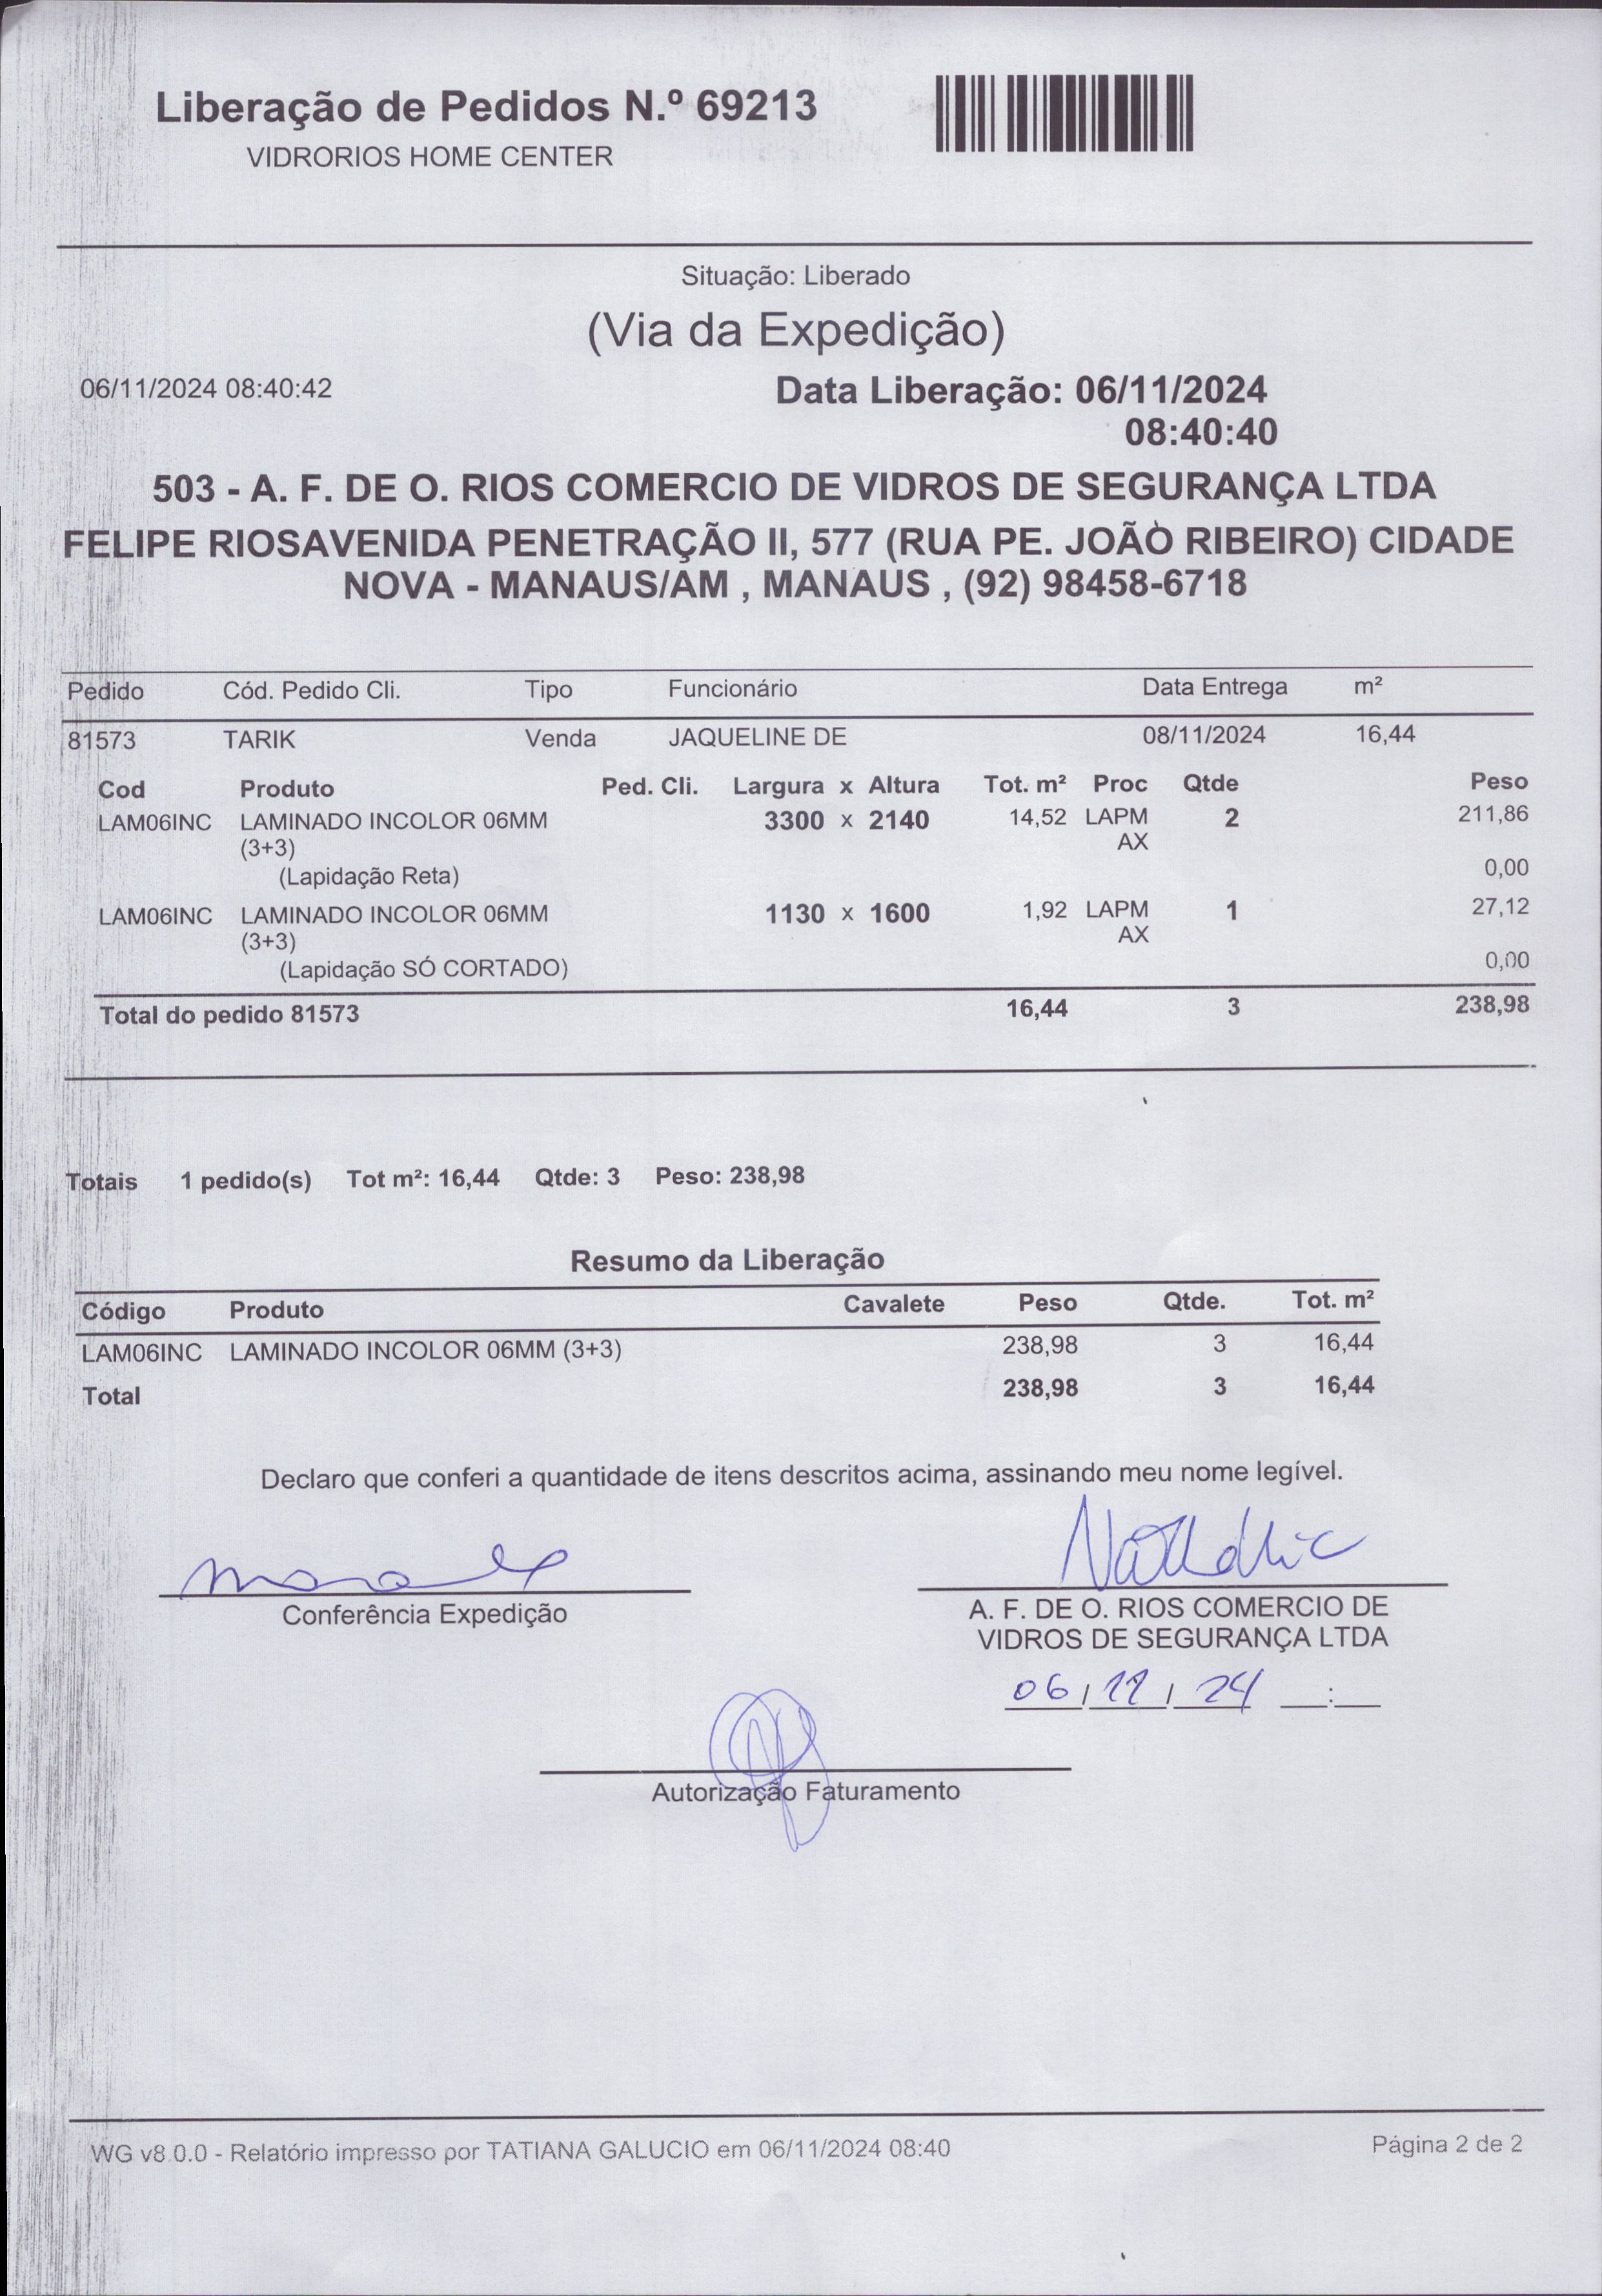 Liberação de Pedidos N.º 69213
VIDRORIOS HOME CENTER
Situação: Liberado
(Via da Expedição)
06/11/2024 08:40:42 Data Liberação: 06/11/2024
08:40:40
503 - A. F. DE O. RIOS COMERCIO DE VIDROS DE SEGURANÇA LTDA
FELIPE RIOSAVENIDA PENETRAÇÃO II, 577 (RUA PE. JOÃO RIBEIRO) CIDADE
NOVA - MANAUS/AM , MANAUS , (92) 98458-6718
Pedido Cód. Pedido Cli. Tipo Funcionário Data Entrega m²
81573 TARIK Venda JAQUELINE DE 08/11/2024 16,44
Cod Produto Ped. Cli. Largura x Altura Tot. m² Proc Qtde Peso
LAM06INC LAMINADO INCOLOR 06MM 3300 x 2140 14,52 LAPM 2 211,86
(3+3) AX
(Lapidação Reta) 0,00
LAM06INC LAMINADO INCOLOR 06MM 1130 x 1600 1,92 LAPM 1 27,12
(3+3) AX
(Lapidação SÓ CORTADO) 0,00
Total do pedido 81573 16,44 3 238,98
Totais 1 pedido(s) Tot m²: 16,44 Qtde: 3 Peso: 238,98
Resumo da Liberação
Código Produto Cavalete Peso Qtde. Tot. m²
LAM06INC LAMINADO INCOLOR 06MM (3+3) 238,98 3 16,44
Total 238,98 3 16,44
Declaro que conferi a quantidade de itens descritos acima, assinando meu nome legível.
Conferência Expedição
A. F. DE O. RIOS COMERCIO DE
VIDROS DE SEGURANÇA LTDA
06 / 11 / 24 __:__
Autorização Faturamento
WG v8.0.0 - Relatório impresso por TATIANA GALUCIO em 06/11/2024 08:40 Página 2 de 2